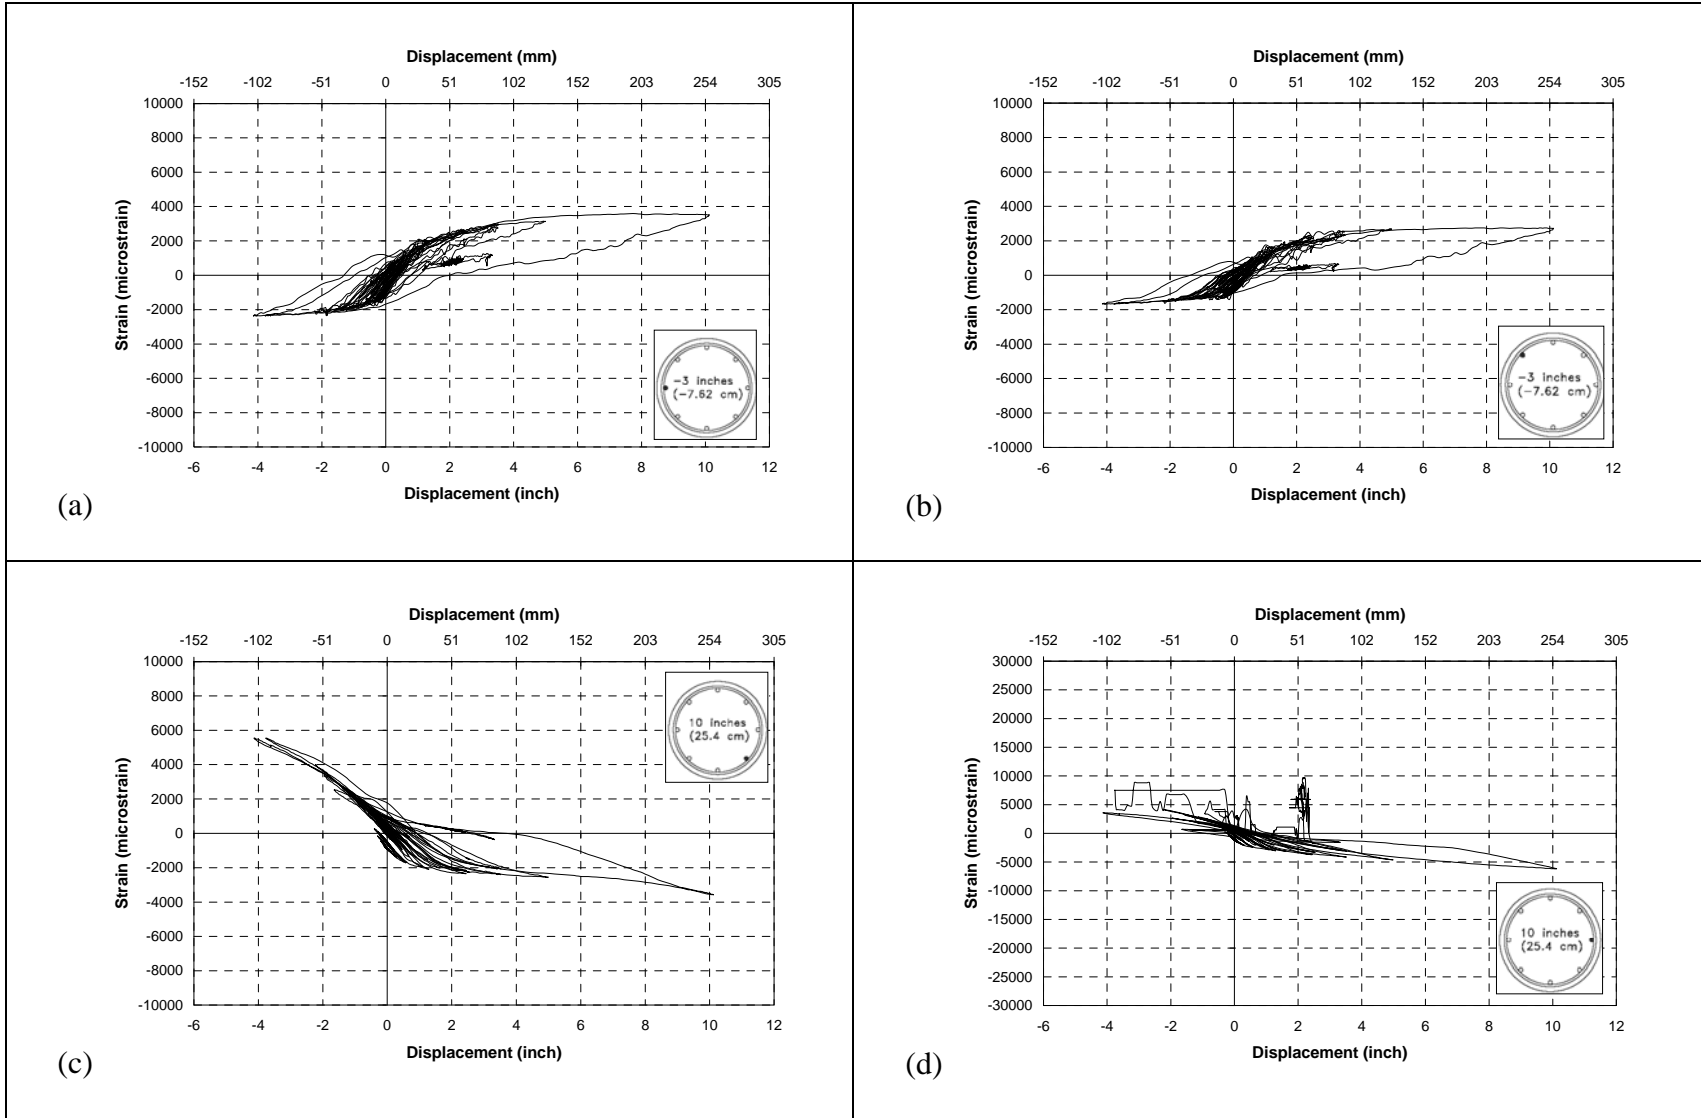 Displacement (mm)
-152 -102 -51 0 51 102 152 203 254 305
10000
8000
6000
4000
2000
0
-2000
-4000
-6000
-8000
-10000
Strain (microstrain)
-3 inches
(-7.62 cm)
-6 -4 -2 0 2 4 6 8 10 12
Displacement (inch)
(a)
Displacement (mm)
-152 -102 -51 0 51 102 152 203 254 305
10000
8000
6000
4000
2000
0
-2000
-4000
-6000
-8000
-10000
Strain (microstrain)
-3 inches
(-7.62 cm)
-6 -4 -2 0 2 4 6 8 10 12
Displacement (inch)
(b)
Displacement (mm)
-152 -102 -51 0 51 102 152 203 254 305
10000
8000
6000
4000
2000
0
-2000
-4000
-6000
-8000
-10000
Strain (microstrain)
10 inches
(25.4 cm)
-6 -4 -2 0 2 4 6 8 10 12
Displacement (inch)
(c)
Displacement (mm)
-152 -102 -51 0 51 102 152 203 254 305
30000
25000
20000
15000
10000
5000
0
-5000
-10000
-15000
-20000
-25000
-30000
Strain (microstrain)
10 inches
(25.4 cm)
-6 -4 -2 0 2 4 6 8 10 12
Displacement (inch)
(d)